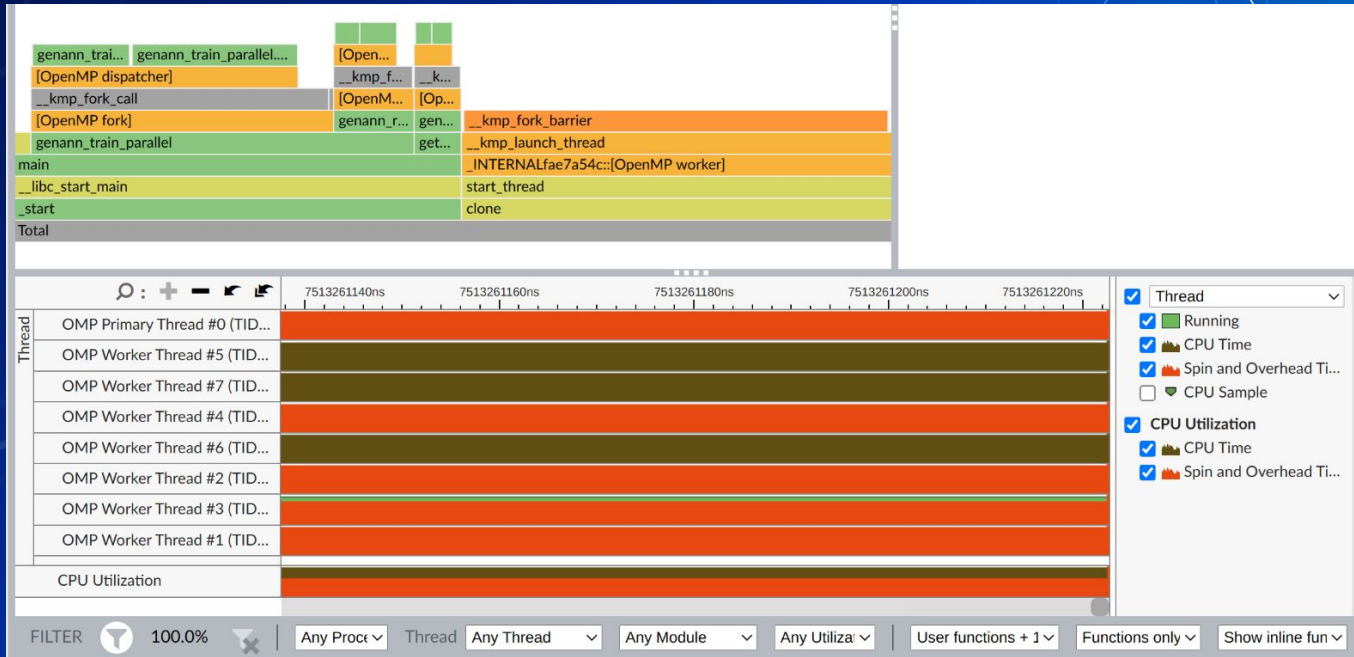 genann_trai... genann_train_parallel.... [Open...
[OpenMP dispatcher] __kmp_f... __k...
__kmp_fork_call [OpenM... [Op...
[OpenMP fork] genann_r... gen... __kmp_fork_barrier
genann_train_parallel get... __kmp_launch_thread
main _INTERNALfae7a54c::[OpenMP worker]
__libc_start_main start_thread
_start clone
Total
7513261140ns 7513261160ns 7513261180ns 7513261200ns 7513261220ns
Thread
OMP Primary Thread #0 (TID...
OMP Worker Thread #5 (TID...
OMP Worker Thread #7 (TID...
OMP Worker Thread #4 (TID...
OMP Worker Thread #6 (TID...
OMP Worker Thread #2 (TID...
OMP Worker Thread #3 (TID...
OMP Worker Thread #1 (TID...
CPU Utilization
Thread
Running
CPU Time
Spin and Overhead Ti...
CPU Sample
CPU Utilization
CPU Time
Spin and Overhead Ti...
FILTER 100.0% Any Proce Thread Any Thread Any Module Any Utiliza User functions + 1 Functions only Show inline fun